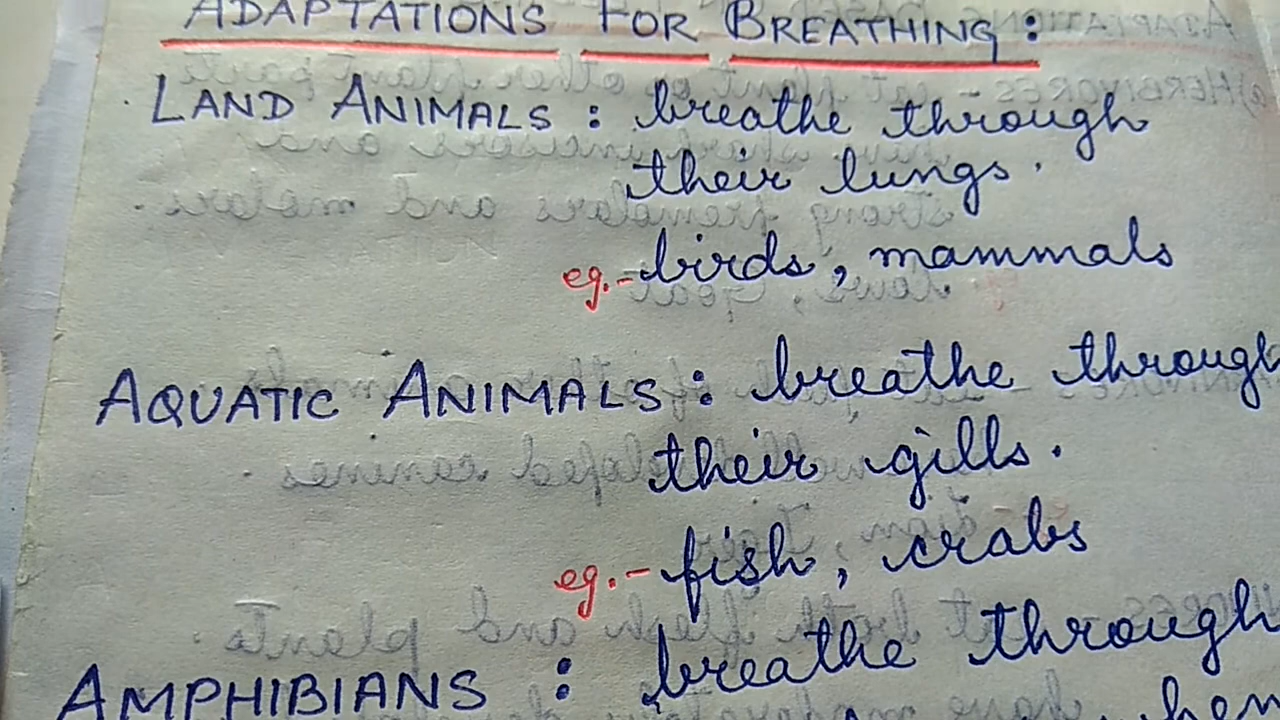 ADAPTATIONS FOR BREATHING :
LAND ANIMALS : breathe through
their lungs.
eg.- birds, mammals
AQUATIC ANIMALS : breathe through
their gills.
eg.- fish, crabs
AMPHIBIANS : breathe through